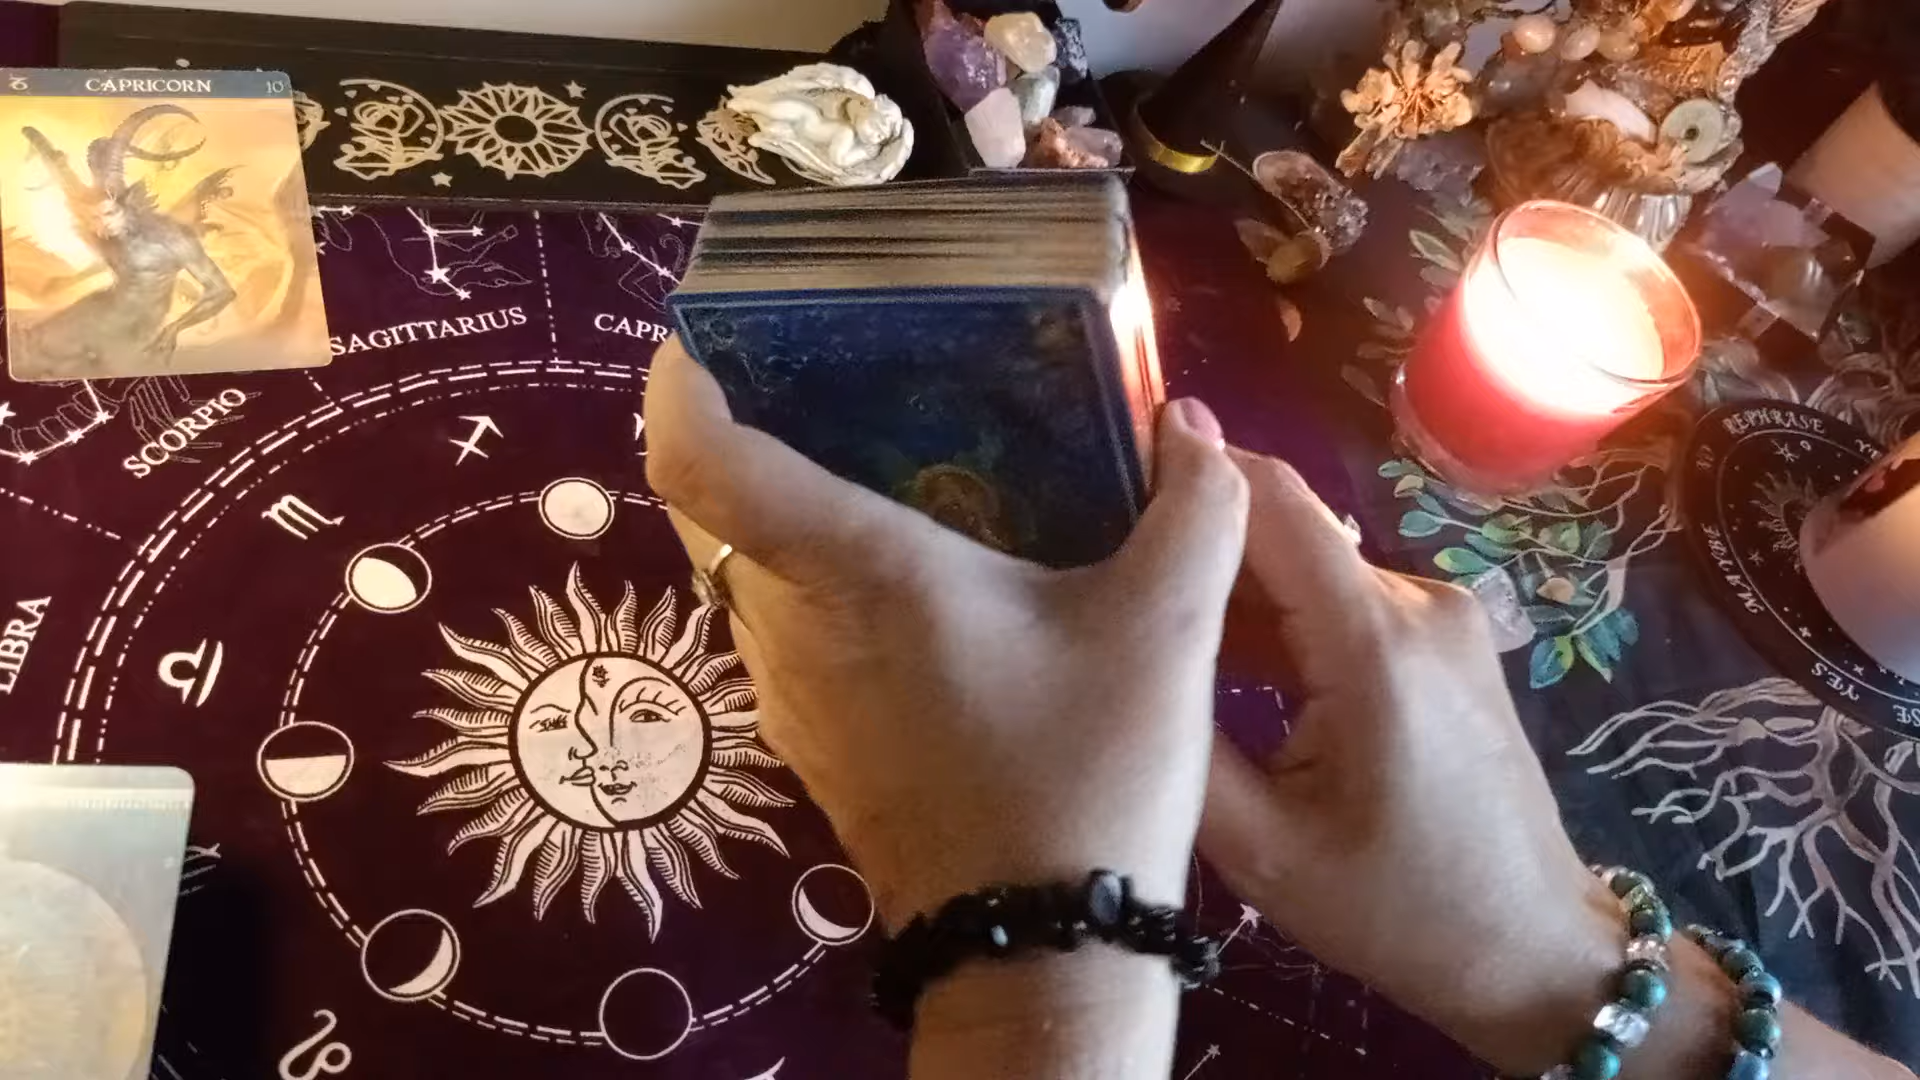 CAPRICORN
10
SAGITTARIUS
CAPR
SCORPIO
LIBRA
REPHRASE
MAYBE
YES